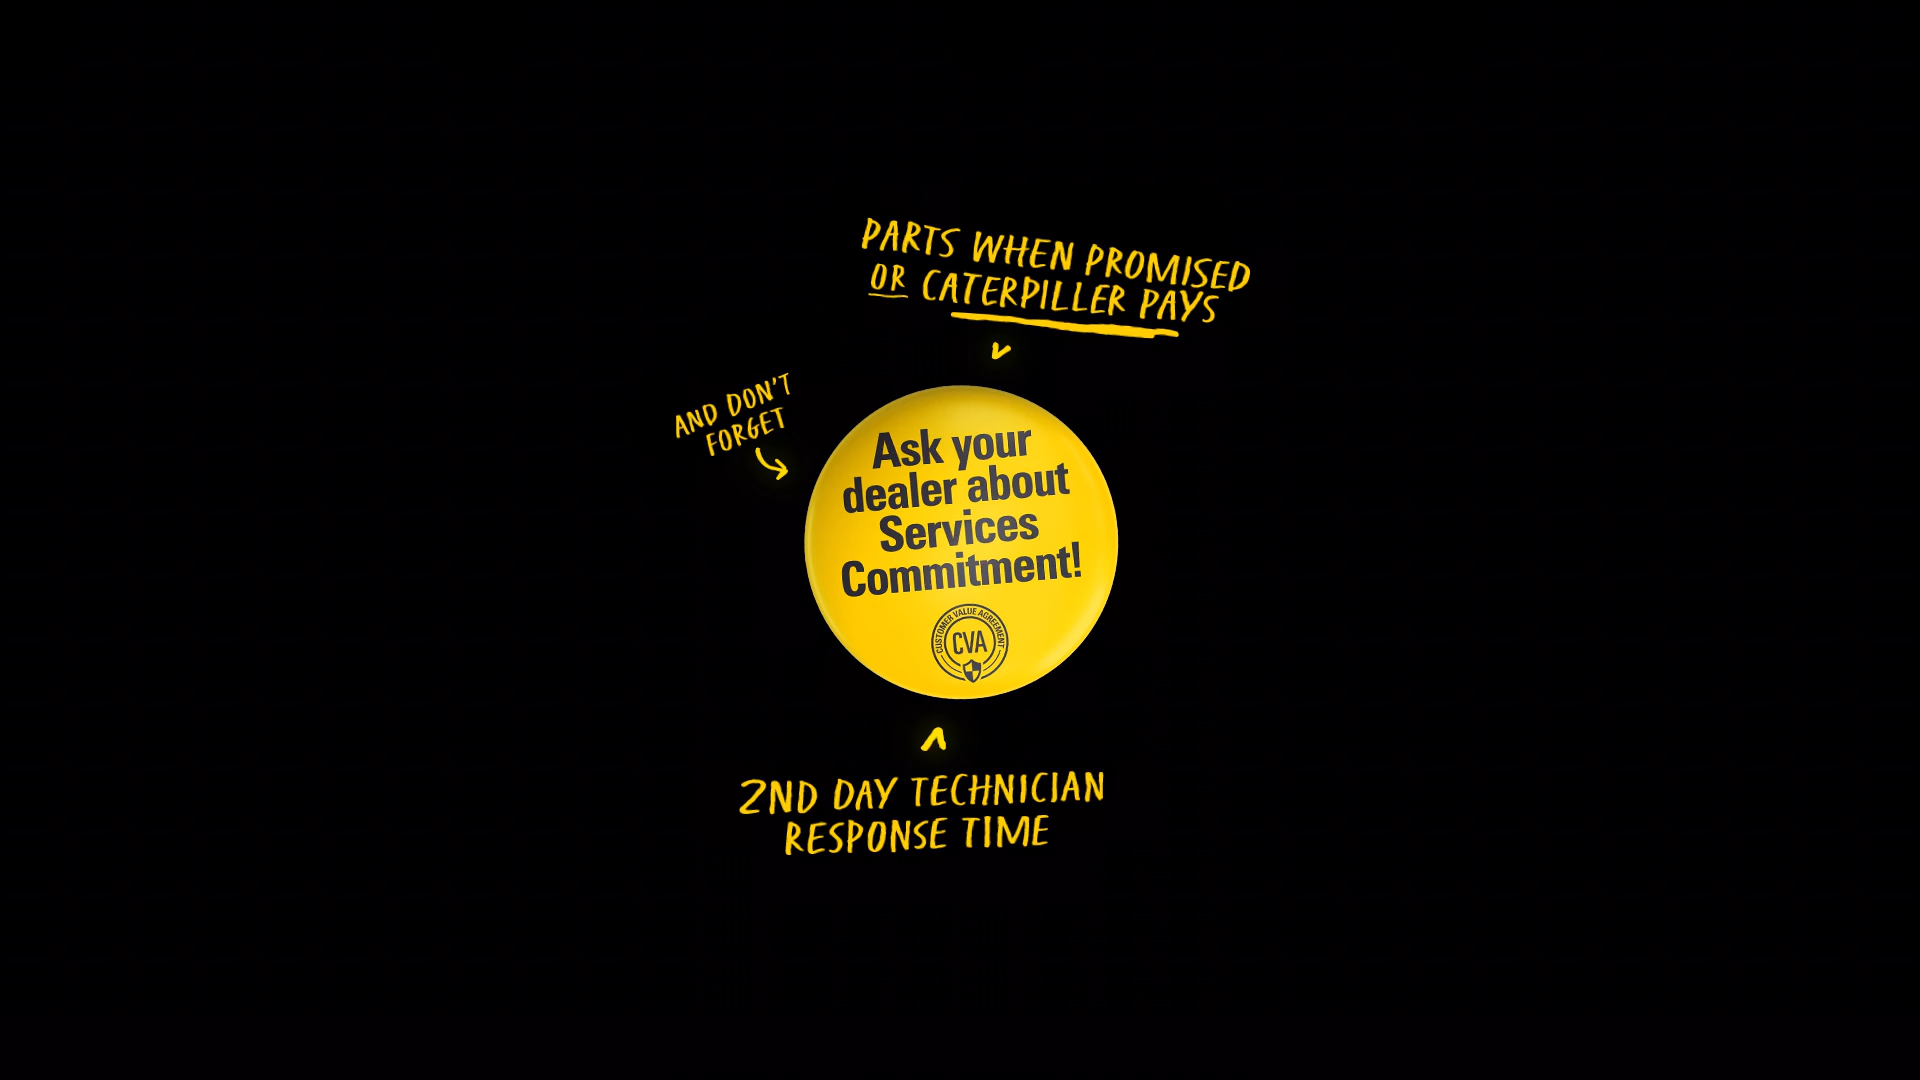 PARTS WHEN PROMISED
OR CATERPILLER PAYS
AND DON'T
FORGET
Ask your
dealer about
Services
Commitment!
CUSTOMER VALUE AGREEMENT
CVA
2ND DAY TECHNICIAN
RESPONSE TIME